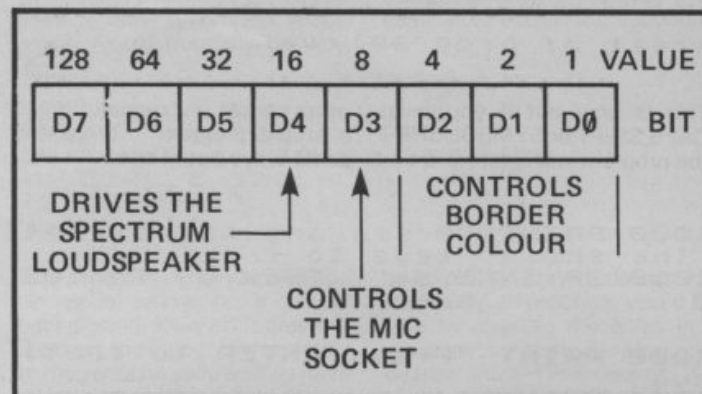 128 64 32 16 8 4 2 1 VALUE
D7 D6 D5 D4 D3 D2 D1 DØ BIT
DRIVES THE
SPECTRUM
LOUDSPEAKER
CONTROLS
BORDER
COLOUR
CONTROLS
THE MIC
SOCKET